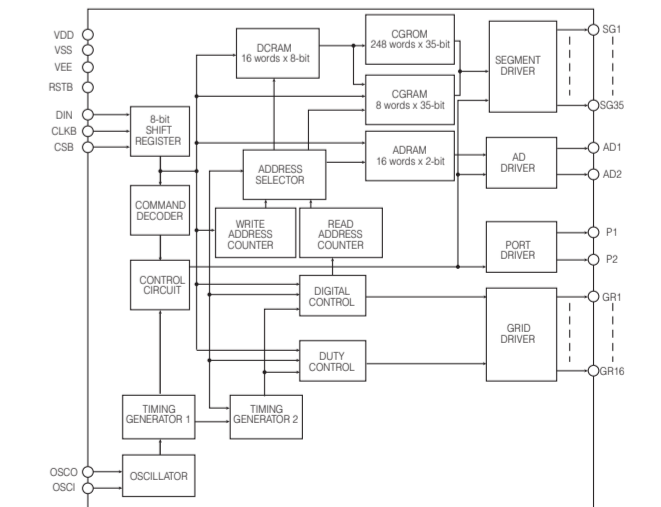 VDD
VSS
VEE
RSTB
DIN
CLKB
CSB
8-bit
SHIFT
REGISTER
COMMAND
DECODER
CONTROL
CIRCUIT
TIMING
GENERATOR 1
OSCO
OSCI
OSCILLATOR
DCRAM
16 words x 8-bit
ADDRESS
SELECTOR
WRITE
ADDRESS
COUNTER
READ
ADDRESS
COUNTER
DIGITAL
CONTROL
DUTY
CONTROL
TIMING
GENERATOR 2
CGROM
248 words x 35-bit
CGRAM
8 words x 35-bit
ADRAM
16 words x 2-bit
SEGMENT
DRIVER
AD
DRIVER
PORT
DRIVER
GRID
DRIVER
SG1
SG35
AD1
AD2
P1
P2
GR1
GR16